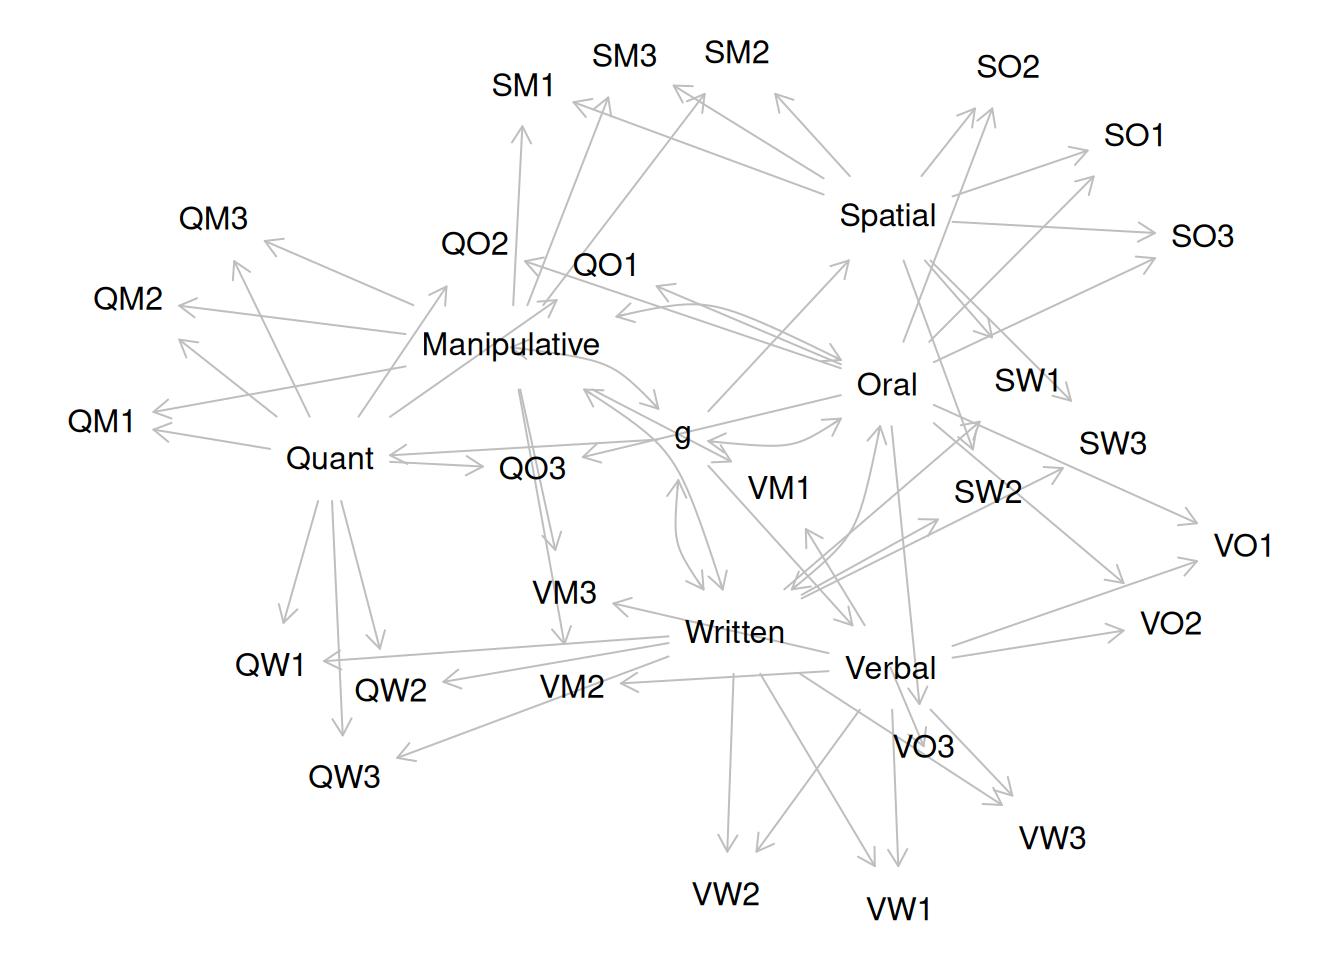 SM3
SM2
SO2
SM1
SO1
Spatial
QM3
SO3
QO2
QO1
QM2
Manipulative
Oral
SW1
QM1
g
SW3
Quant
QO3
VM1
SW2
VO1
VM3
VO2
Written
QW1
Verbal
QW2
VM2
VO3
QW3
VW3
VW2
VW1